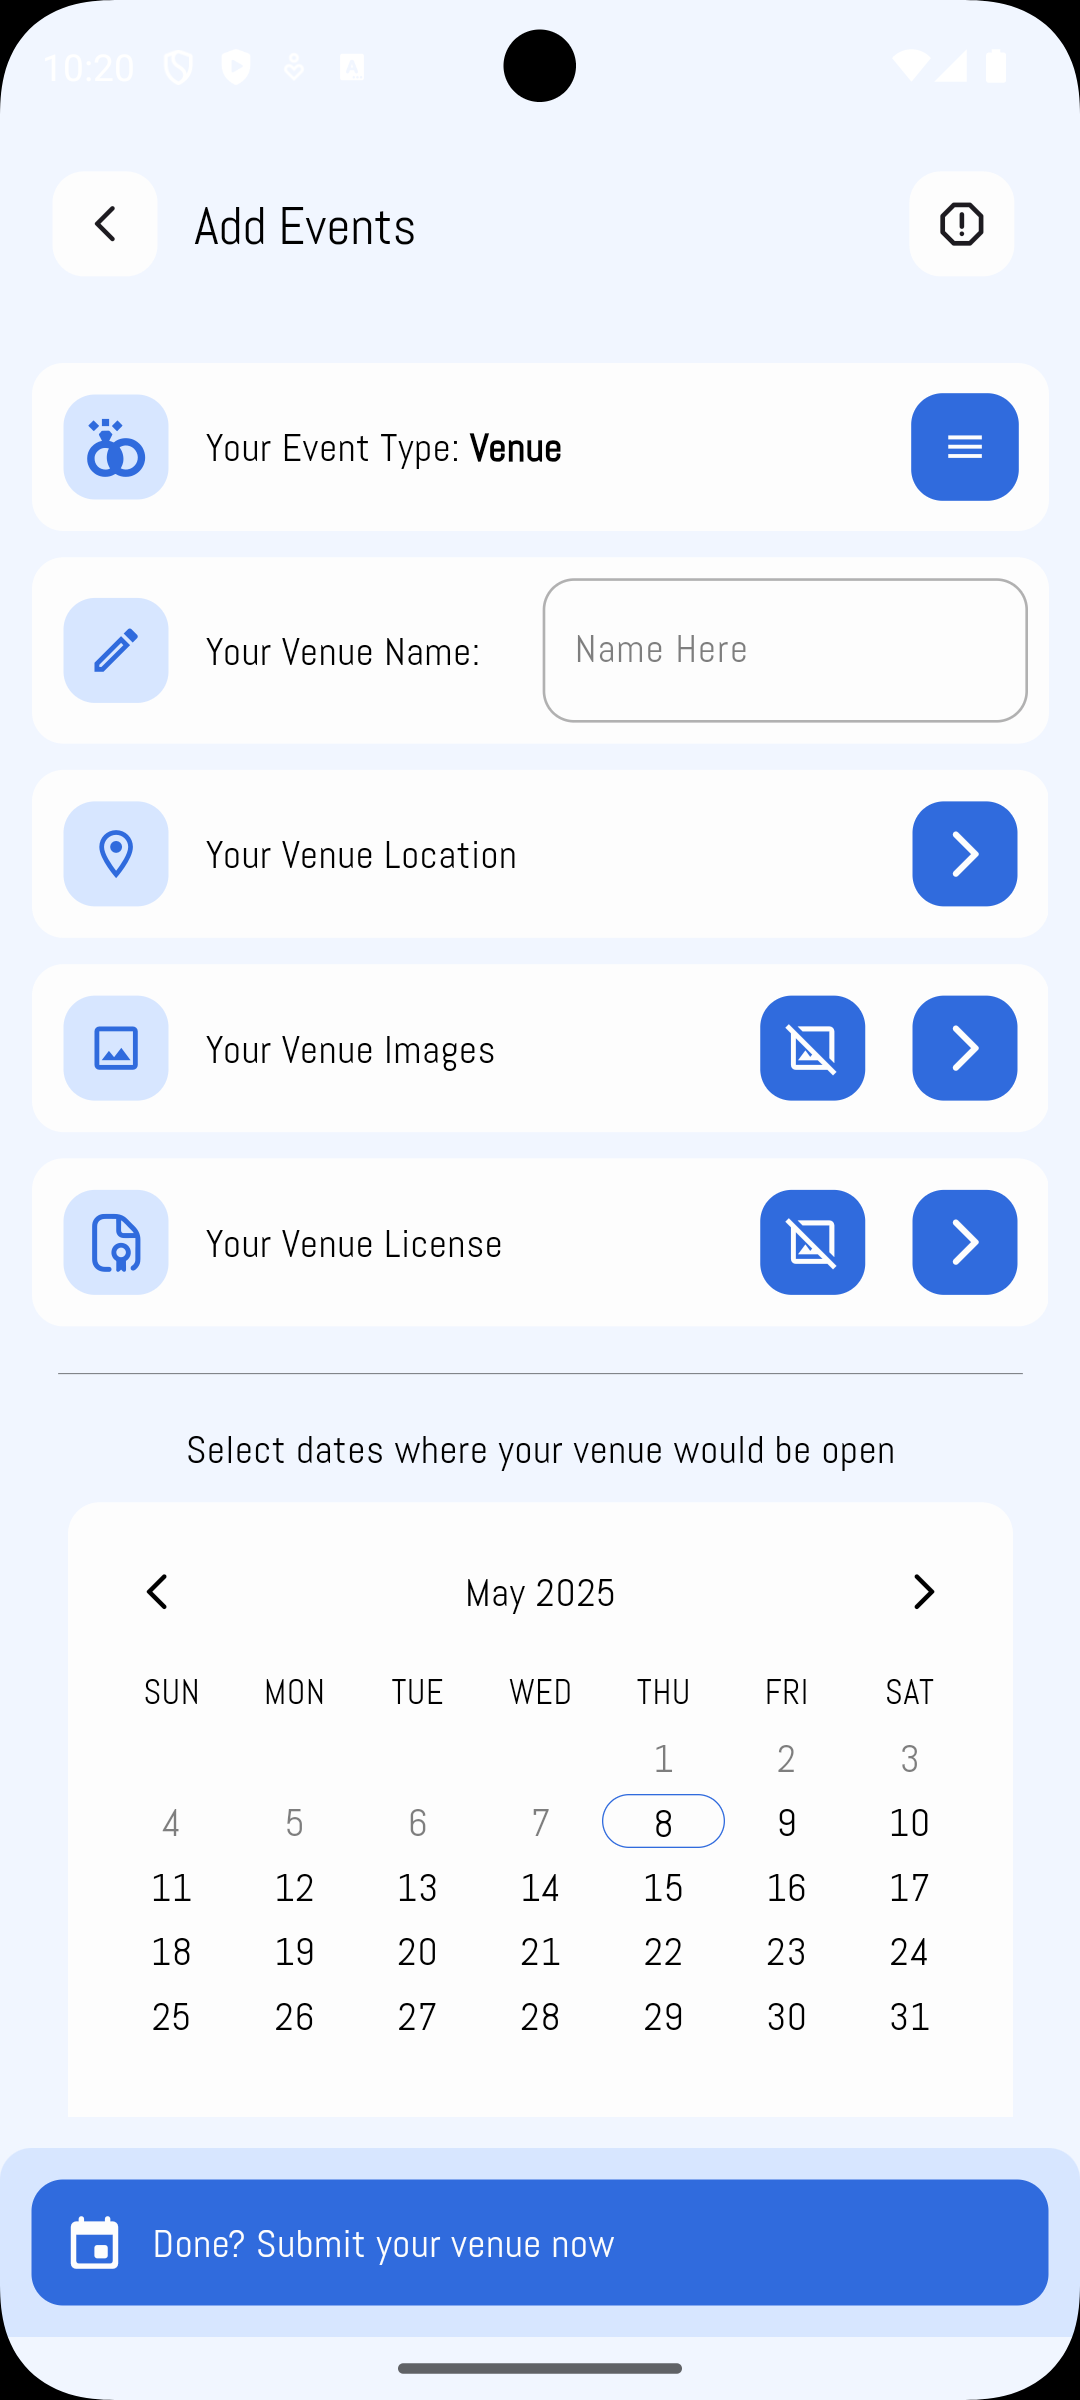 10:20
Add Events
Your Event Type: Venue
Your Venue Name:
Name Here
Your Venue Location
Your Venue Images
Your Venue License
Select dates where your venue would be open
May 2025
SUN MON TUE WED THU FRI SAT
1 2 3
4 5 6 7 8 9 10
11 12 13 14 15 16 17
18 19 20 21 22 23 24
25 26 27 28 29 30 31
Done? Submit your venue now